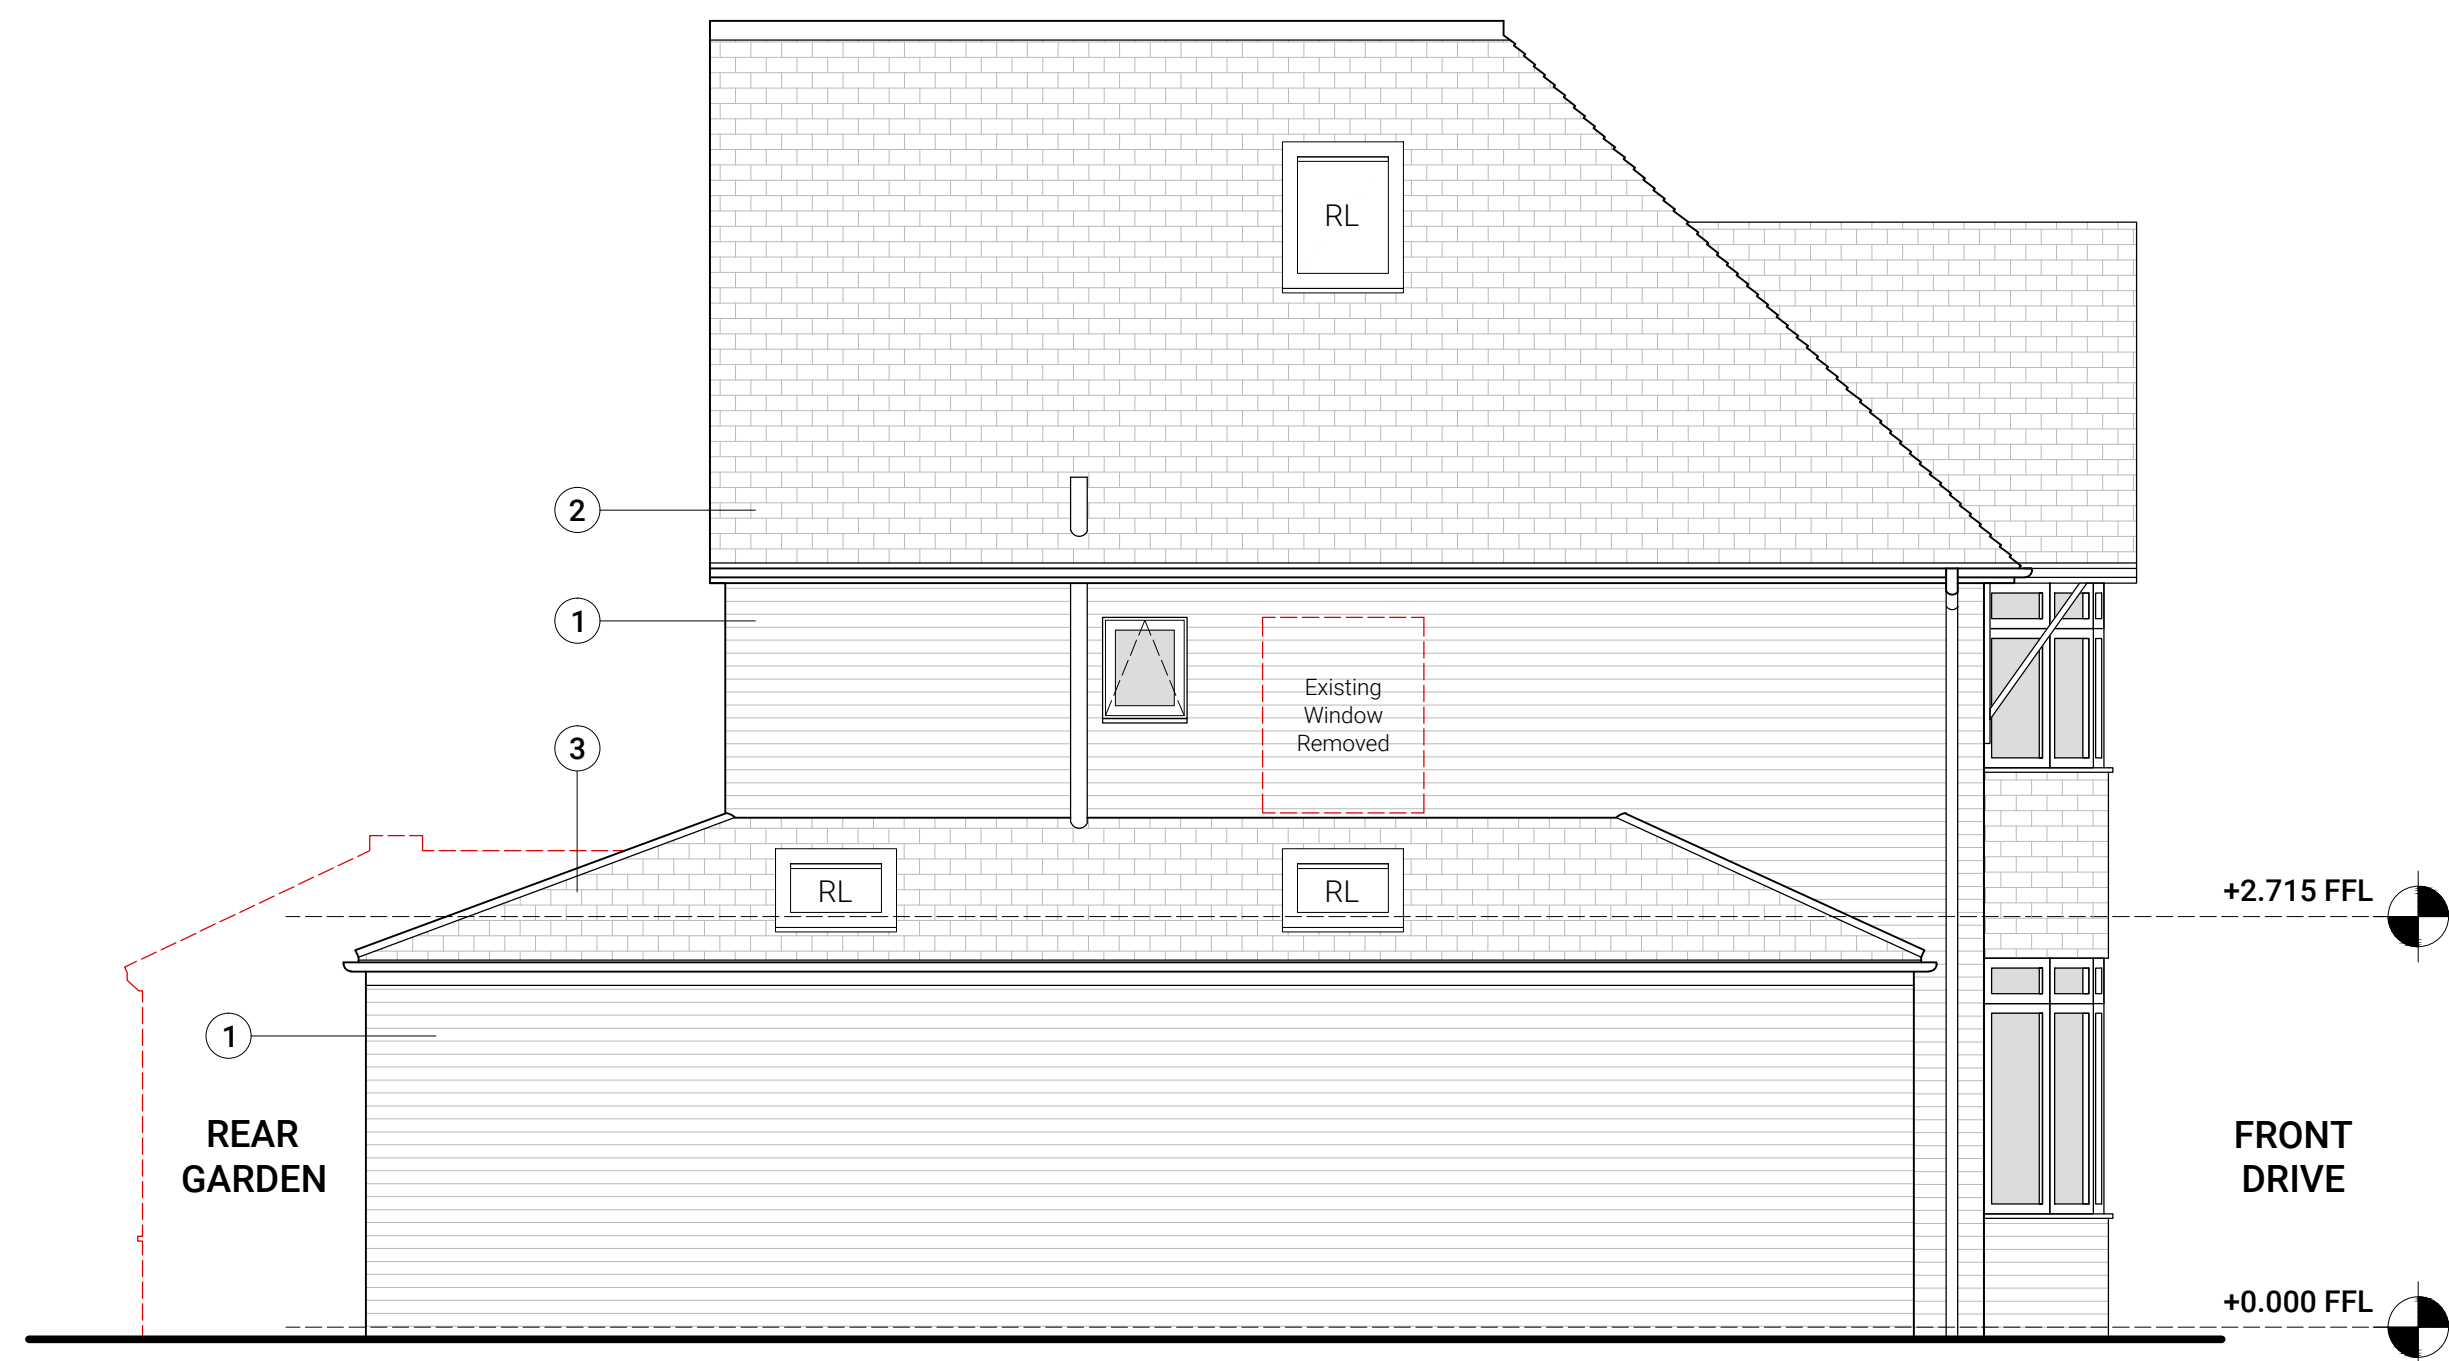 RL
2
1
Existing
Window
Removed
3
RL
RL
+2.715 FFL
1
REAR
GARDEN
FRONT
DRIVE
+0.000 FFL